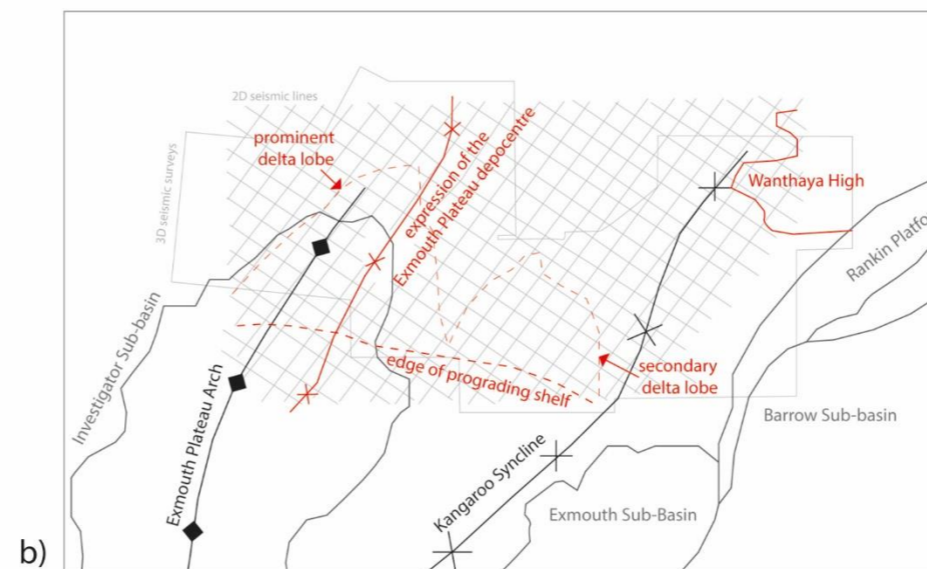 2D seismic lines
prominent
delta lobe
3D seismic surveys
expression of the
Exmouth Plateau depocentre
Wanthaya High
Rankin Platfo
Investigator Sub-basin
Exmouth Plateau Arch
edge of prograding shelf
secondary
delta lobe
Barrow Sub-basin
Kangaroo Syncline
Exmouth Sub-Basin
b)